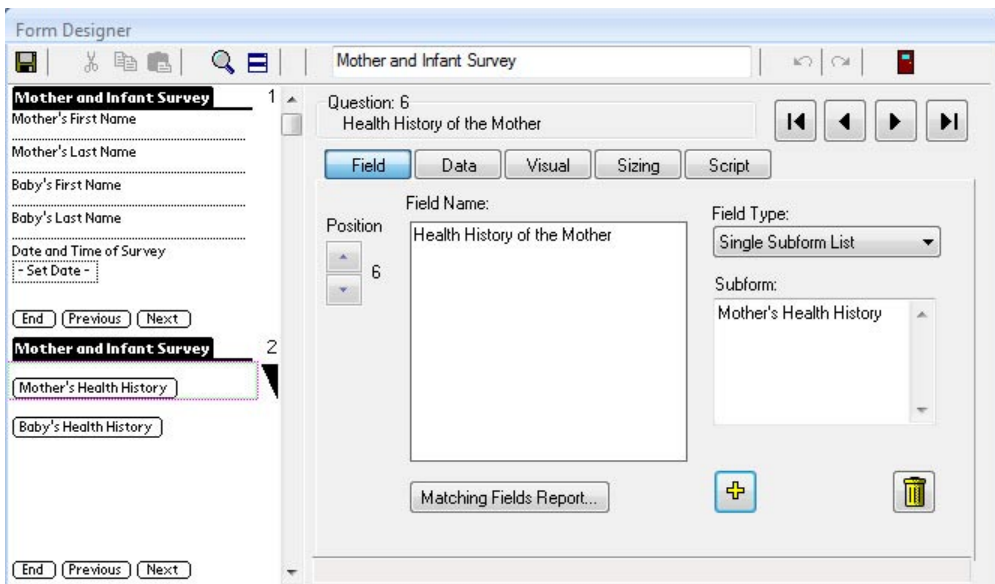 Form Designer
Mother and Infant Survey
Mother and Infant Survey 1
Mother's First Name
Mother's Last Name
Baby's First Name
Baby's Last Name
Date and Time of Survey
- Set Date -
End Previous Next
Mother and Infant Survey 2
Mother's Health History
Baby's Health History
End Previous Next
Question: 6
Health History of the Mother
Field Data Visual Sizing Script
Position
6
Field Name:
Health History of the Mother
Matching Fields Report...
Field Type:
Single Subform List
Subform:
Mother's Health History